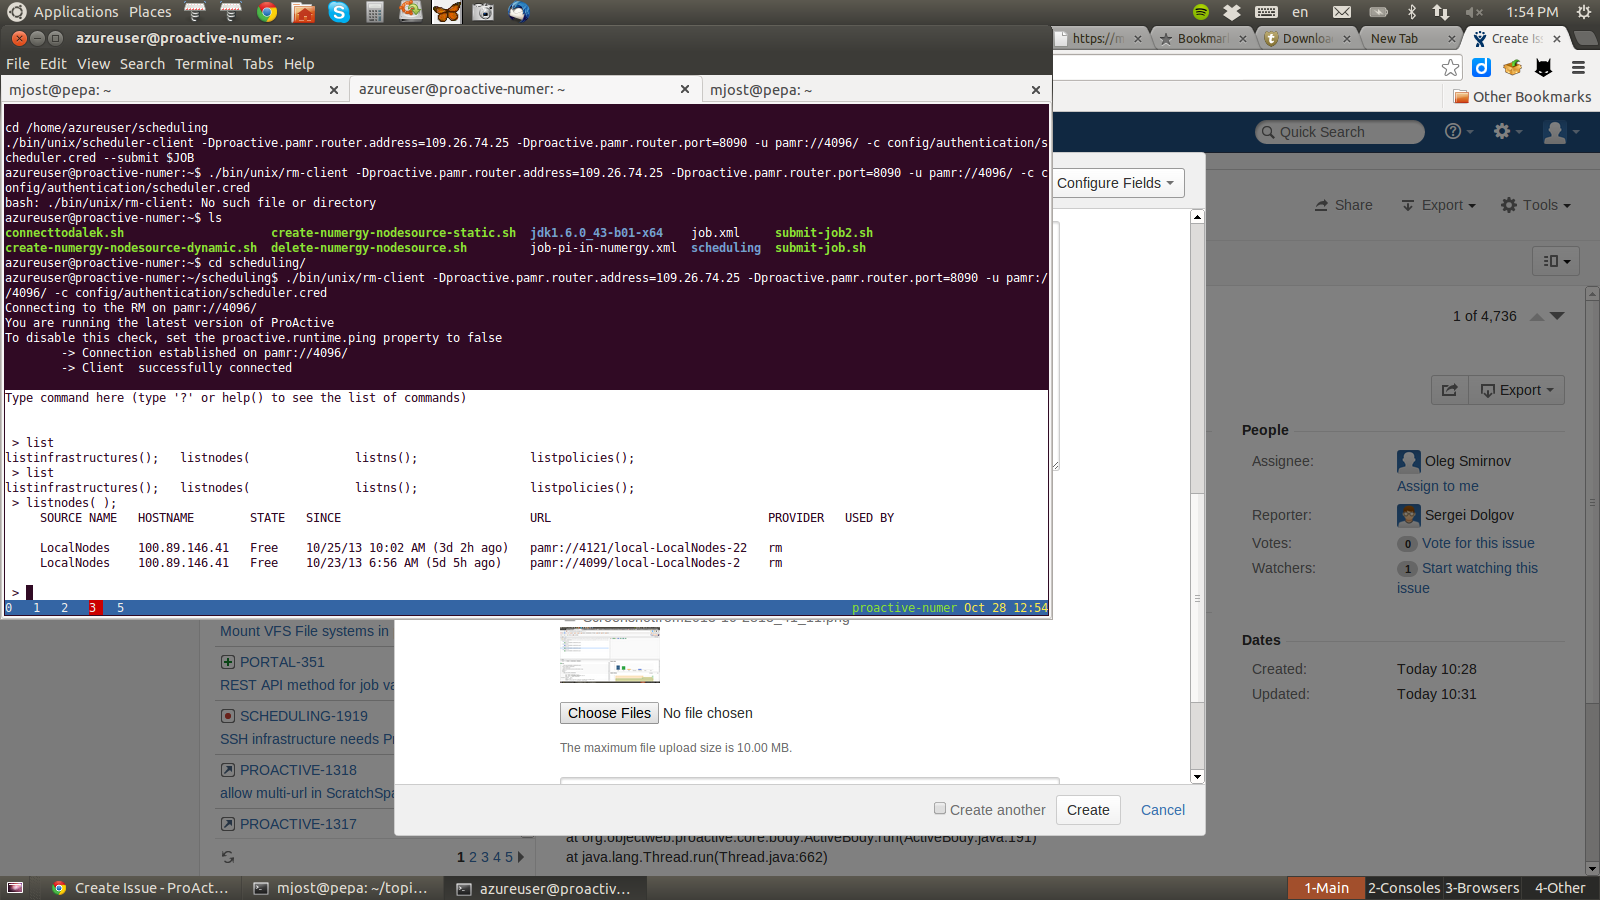 Applications Places en 1:54 PM
azureuser@proactive-numer: ~
File Edit View Search Terminal Tabs Help
mjost@pepa: ~ azureuser@proactive-numer: ~ mjost@pepa: ~
https://m Bookmar Downloa New Tab Create Is
Other Bookmarks
Quick Search
cd /home/azureuser/scheduling
./bin/unix/scheduler-client -Dproactive.pamr.router.address=109.26.74.25 -Dproactive.pamr.router.port=8090 -u pamr://4096/ -c config/authentication/s
cheduler.cred --submit $JOB
azureuser@proactive-numer:~$ ./bin/unix/rm-client -Dproactive.pamr.router.address=109.26.74.25 -Dproactive.pamr.router.port=8090 -u pamr://4096/ -c c
onfig/authentication/scheduler.cred
bash: ./bin/unix/rm-client: No such file or directory
azureuser@proactive-numer:~$ ls
connecttodalek.sh create-numergy-nodesource-static.sh jdk1.6.0_43-b01-x64 job.xml submit-job2.sh
create-numergy-nodesource-dynamic.sh delete-numergy-nodesource.sh job-pi-in-numergy.xml scheduling submit-job.sh
azureuser@proactive-numer:~$ cd scheduling/
azureuser@proactive-numer:~/scheduling$ ./bin/unix/rm-client -Dproactive.pamr.router.address=109.26.74.25 -Dproactive.pamr.router.port=8090 -u pamr:/
/4096/ -c config/authentication/scheduler.cred
Connecting to the RM on pamr://4096/
You are running the latest version of ProActive
To disable this check, set the proactive.runtime.ping property to false
-> Connection established on pamr://4096/
-> Client successfully connected
Type command here (type '?' or help() to see the list of commands)
> list
listinfrastructures(); listnodes( listns(); listpolicies();
> list
listinfrastructures(); listnodes( listns(); listpolicies();
> listnodes( );
SOURCE NAME HOSTNAME STATE SINCE URL PROVIDER USED BY
LocalNodes 100.89.146.41 Free 10/25/13 10:02 AM (3d 2h ago) pamr://4121/local-LocalNodes-22 rm
LocalNodes 100.89.146.41 Free 10/23/13 6:56 AM (5d 5h ago) pamr://4099/local-LocalNodes-2 rm
>
0 1 2 3 5 proactive-numer Oct 28 12:54
Configure Fields
Share Export Tools
1 of 4,736
Export
People
Assignee: Oleg Smirnov
Assign to me
Reporter: Sergei Dolgov
Votes: 0 Vote for this issue
Watchers: 1 Start watching this
issue
Dates
Created: Today 10:28
Updated: Today 10:31
Mount VFS File systems in
PORTAL-351
REST API method for job va
SCHEDULING-1919
SSH infrastructure needs P
PROACTIVE-1318
allow multi-url in ScratchSpa
PROACTIVE-1317
1 2 3 4 5
Choose Files No file chosen
The maximum file upload size is 10.00 MB.
Create another Create Cancel
at org.objectweb.proactive.core.body.ActiveBody.run(ActiveBody.java:191)
at java.lang.Thread.run(Thread.java:662)
Create Issue - ProAct... mjost@pepa: ~/topi... azureuser@proactiv... 1-Main 2-Consoles 3-Browsers 4-Other